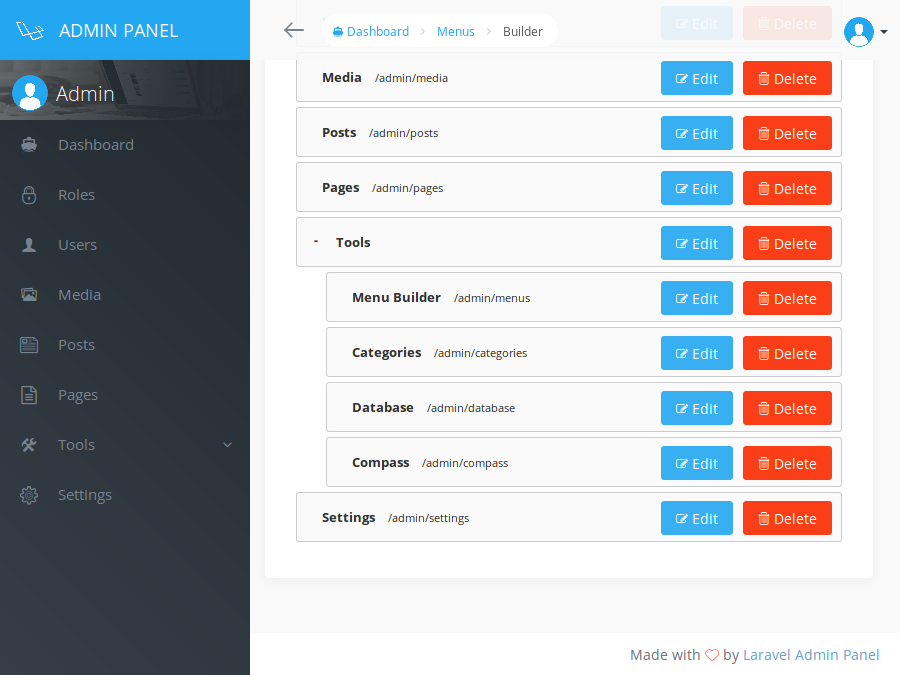 ADMIN PANEL
Admin
Dashboard
Roles
Users
Media
Posts
Pages
Tools
Settings
Edit Delete
Dashboard > Menus > Builder
Media /admin/media Edit Delete
Posts /admin/posts Edit Delete
Pages /admin/pages Edit Delete
- Tools Edit Delete
Menu Builder /admin/menus Edit Delete
Categories /admin/categories Edit Delete
Database /admin/database Edit Delete
Compass /admin/compass Edit Delete
Settings /admin/settings Edit Delete
Made with ♡ by Laravel Admin Panel